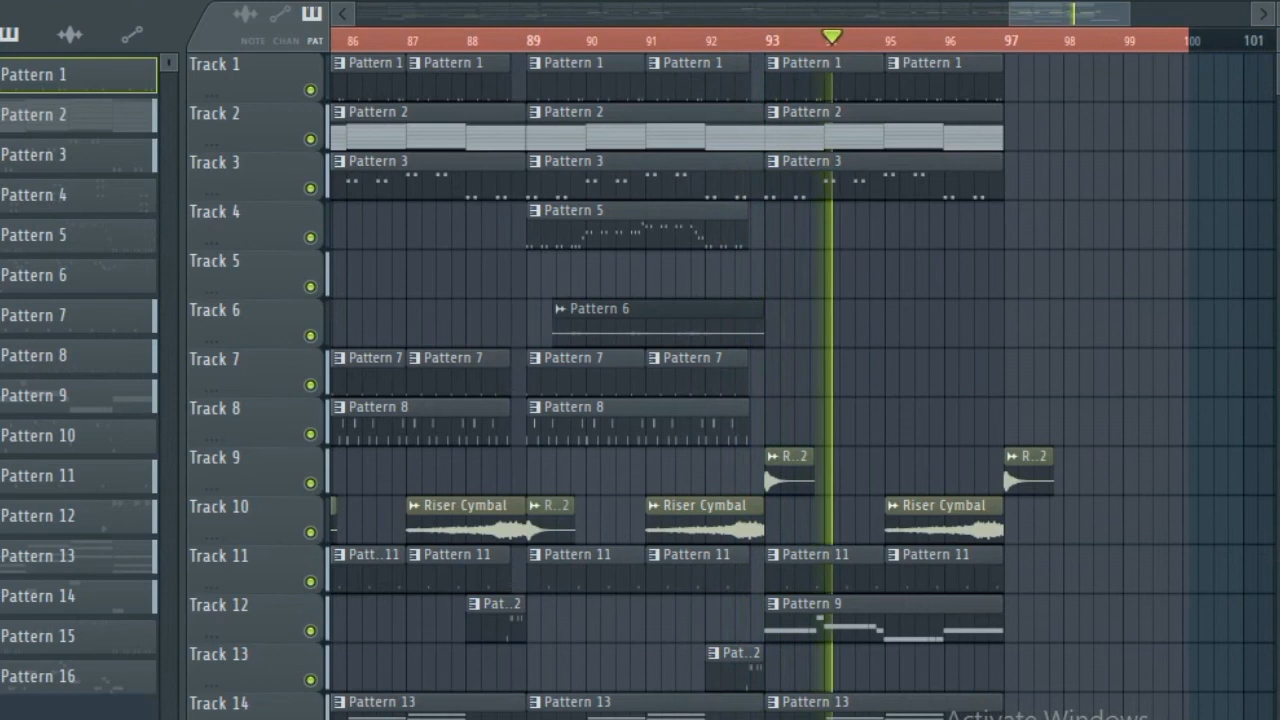 NOTE CHAN PAT
86 87 88 89 90 91 92 93 95 96 97 98 99 100 101
Pattern 1
Pattern 2
Pattern 3
Pattern 4
Pattern 5
Pattern 6
Pattern 7
Pattern 8
Pattern 9
Pattern 10
Pattern 11
Pattern 12
Pattern 13
Pattern 14
Pattern 15
Pattern 16
Track 1 Pattern 1 Pattern 1 Pattern 1 Pattern 1 Pattern 1 Pattern 1
Track 2 Pattern 2 Pattern 2 Pattern 2
Track 3 Pattern 3 Pattern 3 Pattern 3
Track 4 Pattern 5
Track 5
Track 6 Pattern 6
Track 7 Pattern 7 Pattern 7 Pattern 7 Pattern 7
Track 8 Pattern 8 Pattern 8
Track 9 R..2 R..2
Track 10 Riser Cymbal R..2 Riser Cymbal Riser Cymbal
Track 11 Patt..11 Pattern 11 Pattern 11 Pattern 11 Pattern 11 Pattern 11
Track 12 Pat..2 Pattern 9
Track 13 Pat..2
Track 14 Pattern 13 Pattern 13 Pattern 13
Activate Windows